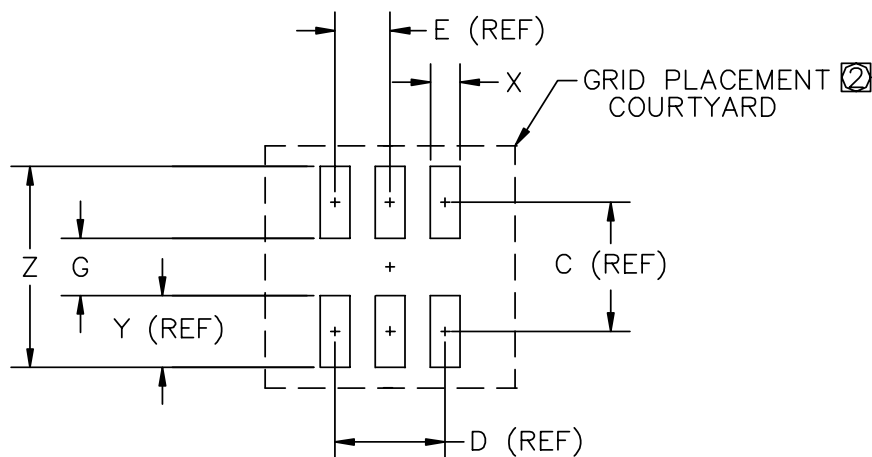 E (REF)
X
GRID PLACEMENT 2
COURTYARD
Z
G
C (REF)
Y (REF)
D (REF)